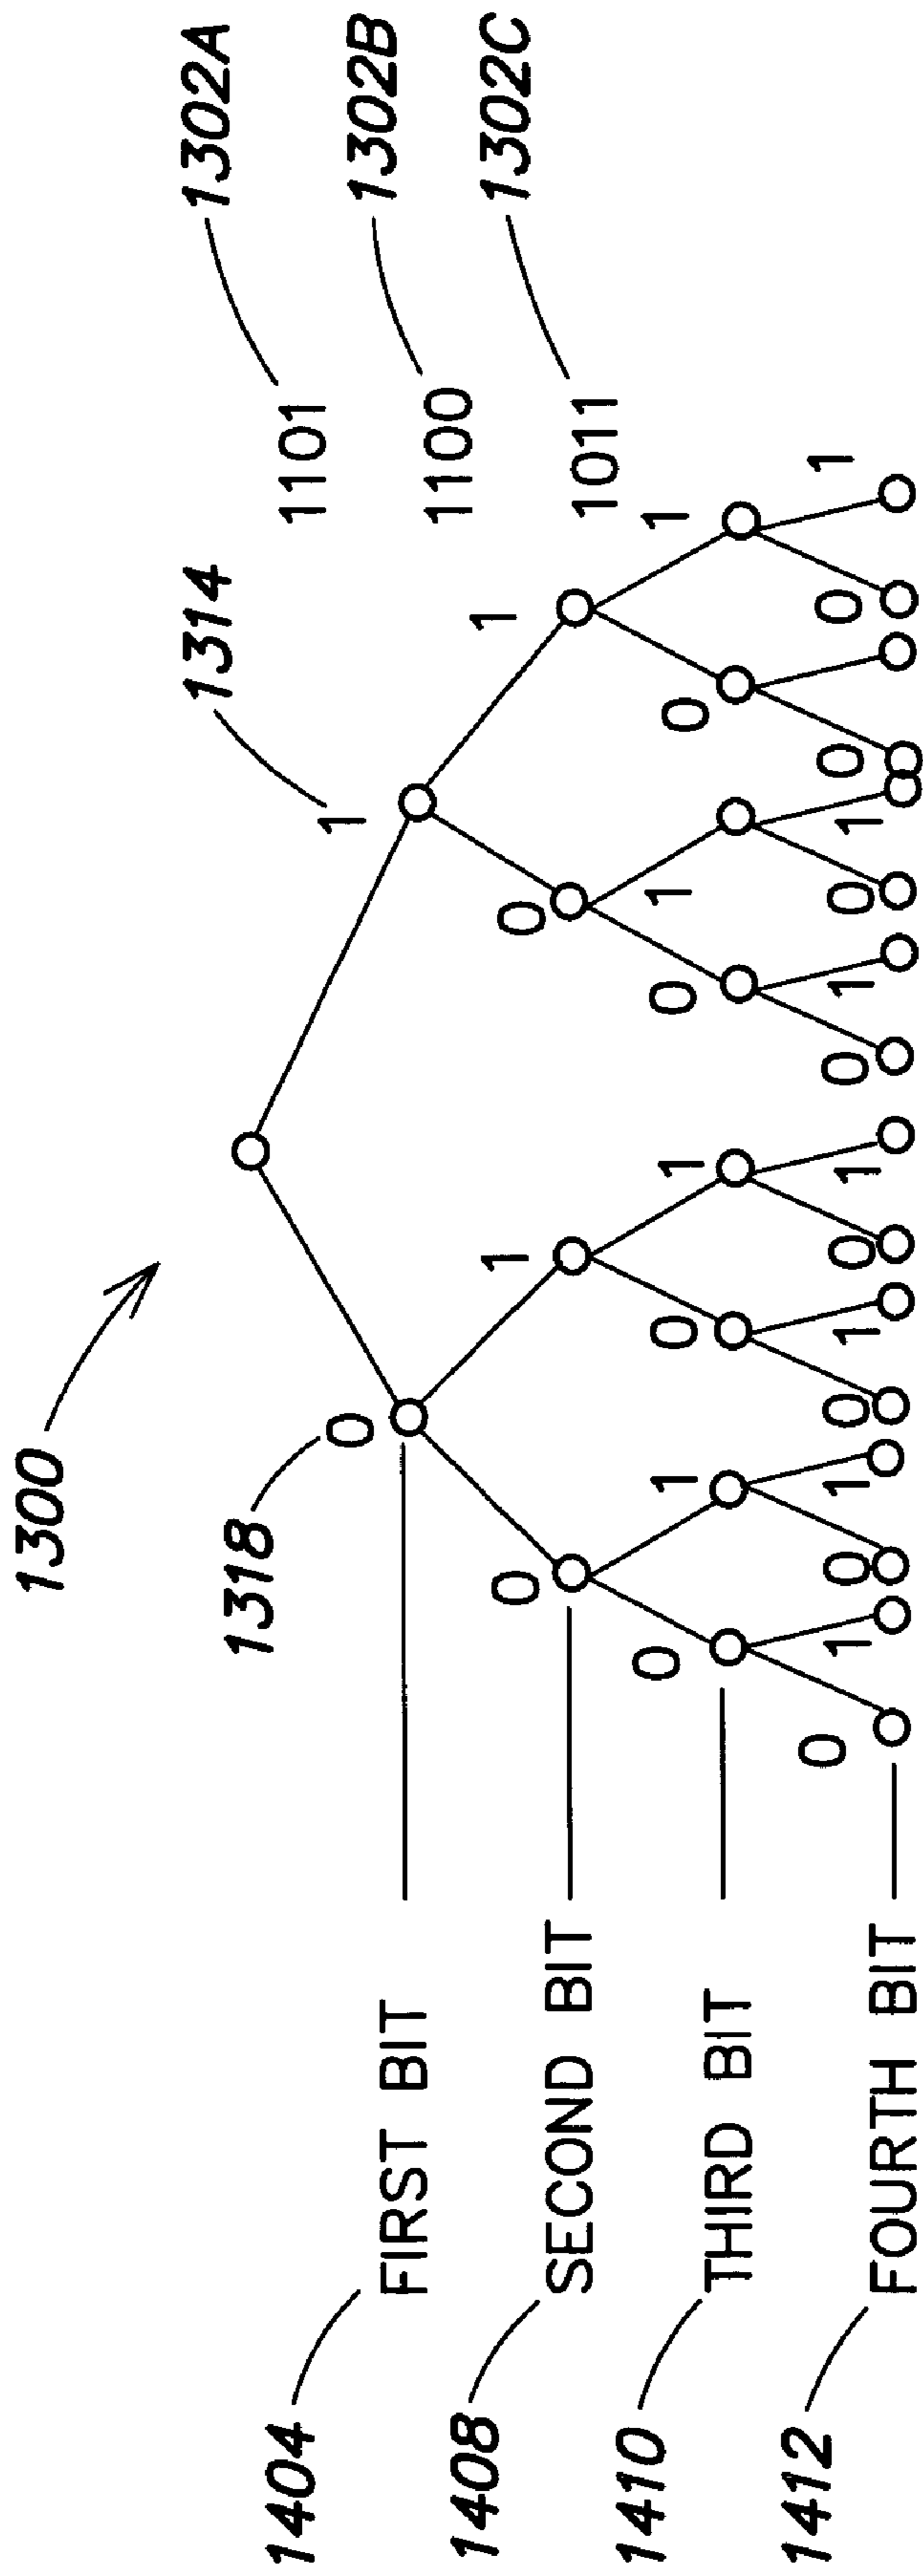 1300
1318 1314 1302A
1404 0 1 1101
FIRST BIT 1302B
1100
1408 0 1 0 1 1302C
SECOND BIT 1011
1410 0 1 0 1 0 1 0 1
THIRD BIT
1412 0 1 0 1 0 1 0 1 0 1 0 1 0 0 1
FOURTH BIT